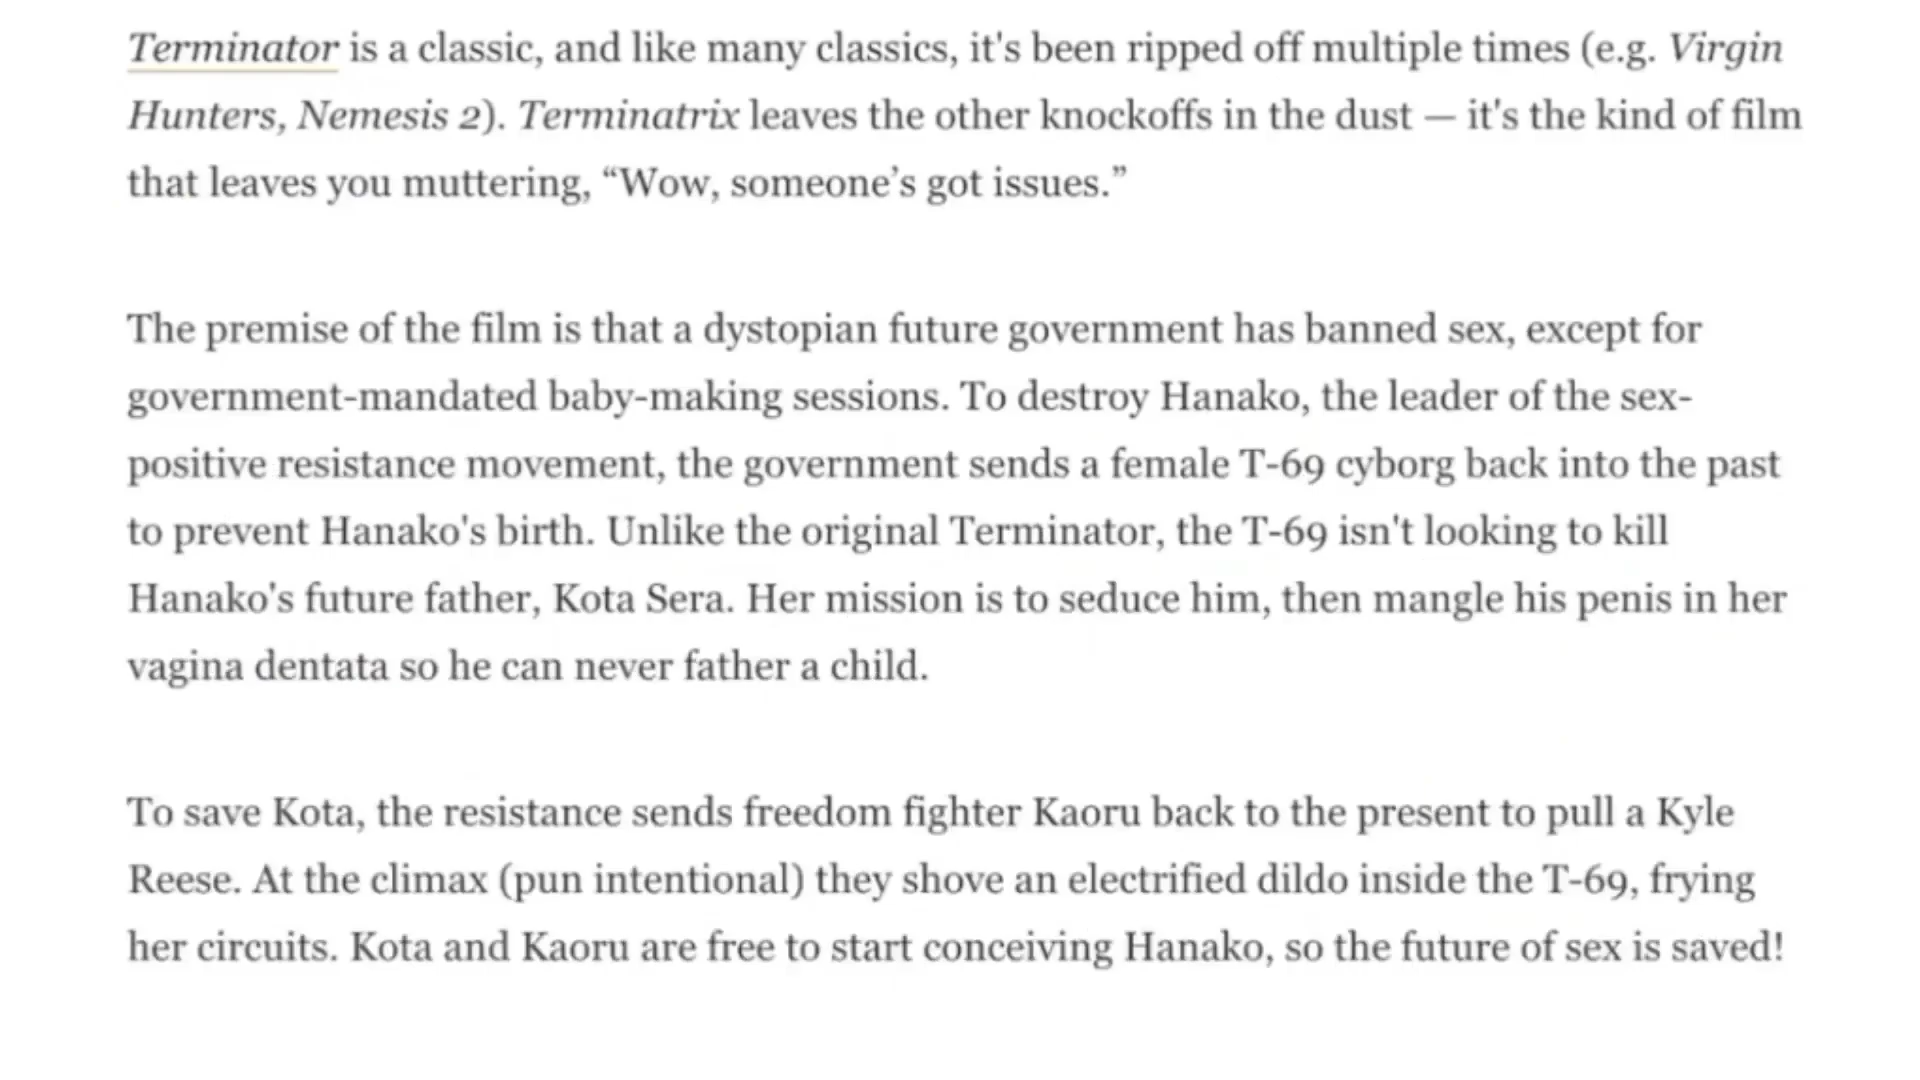 Terminator is a classic, and like many classics, it's been ripped off multiple times (e.g. Virgin
Hunters, Nemesis 2). Terminatrix leaves the other knockoffs in the dust — it's the kind of film
that leaves you muttering, “Wow, someone’s got issues.”
The premise of the film is that a dystopian future government has banned sex, except for
government-mandated baby-making sessions. To destroy Hanako, the leader of the sex-
positive resistance movement, the government sends a female T-69 cyborg back into the past
to prevent Hanako's birth. Unlike the original Terminator, the T-69 isn't looking to kill
Hanako's future father, Kota Sera. Her mission is to seduce him, then mangle his penis in her
vagina dentata so he can never father a child.
To save Kota, the resistance sends freedom fighter Kaoru back to the present to pull a Kyle
Reese. At the climax (pun intentional) they shove an electrified dildo inside the T-69, frying
her circuits. Kota and Kaoru are free to start conceiving Hanako, so the future of sex is saved!